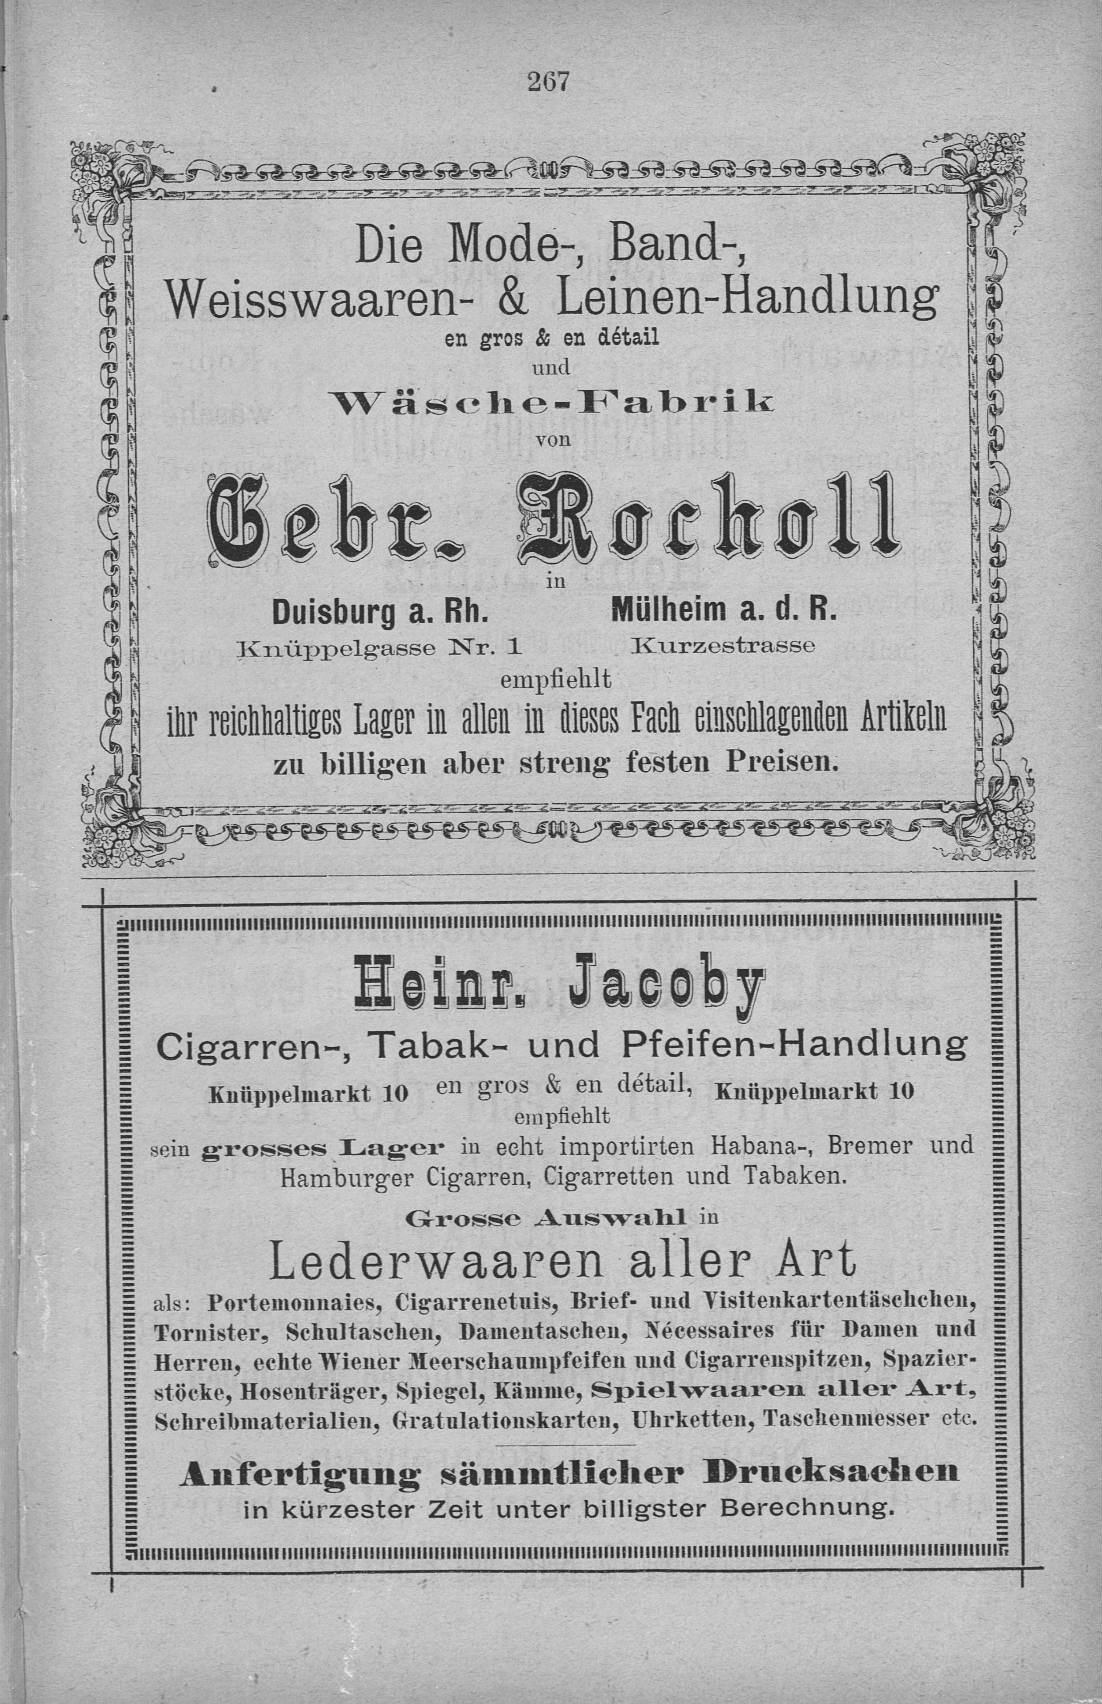 267
Die Mode-, Band-,
Weisswaaren- & Leinen-Handlung
en gros & en détail
und
Wäsche-Fabrik
von
Gebr. Rocholl
in
Duisburg a. Rh. Mülheim a. d. R.
Knüppelgasse Nr. 1 Kurzestrasse
empfiehlt
ihr reichhaltiges Lager in allen in dieses Fach einschlagenden Artikeln
zu billigen aber streng festen Preisen.
Heinr. Jacoby
Cigarren-, Tabak- und Pfeifen-Handlung
Knüppelmarkt 10 en gros & en détail, Knüppelmarkt 10
empfiehlt
sein grosses Lager in echt importirten Habana-, Bremer und
Hamburger Cigarren, Cigarretten und Tabaken.
Grosse Auswahl in
Lederwaaren aller Art
als: Portemonnaies, Cigarrenetuis, Brief- und Visitenkartentäschchen,
Tornister, Schultaschen, Damentaschen, Nécessaires für Damen und
Herren, echte Wiener Meerschaumpfeifen und Cigarrenspitzen, Spazier-
stöcke, Hosenträger, Spiegel, Kämme, Spielwaaren aller Art,
Schreibmaterialien, Gratulationskarten, Uhrketten, Taschenmesser etc.
Anfertigung sämmtlicher Drucksachen
in kürzester Zeit unter billigster Berechnung.